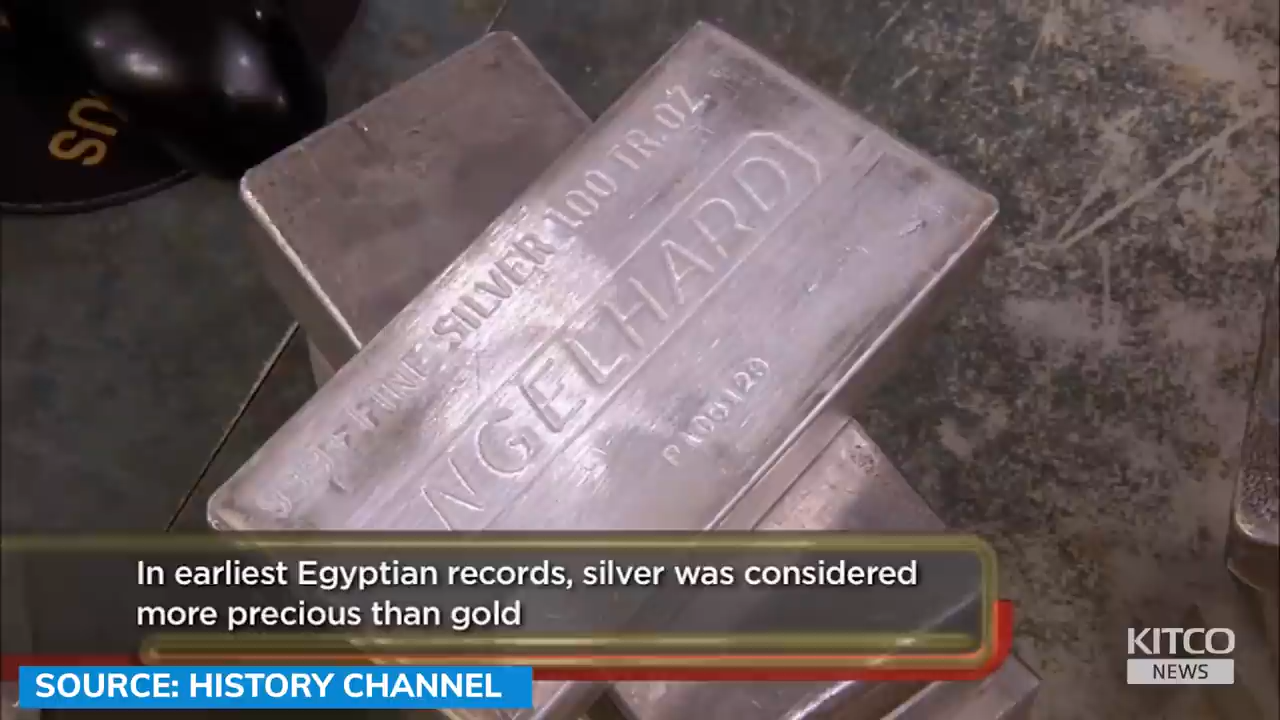 US
FINE SILVER 100 TR.OZ
NGELHARD
In earliest Egyptian records, silver was considered
more precious than gold
SOURCE: HISTORY CHANNEL
KITCO
NEWS